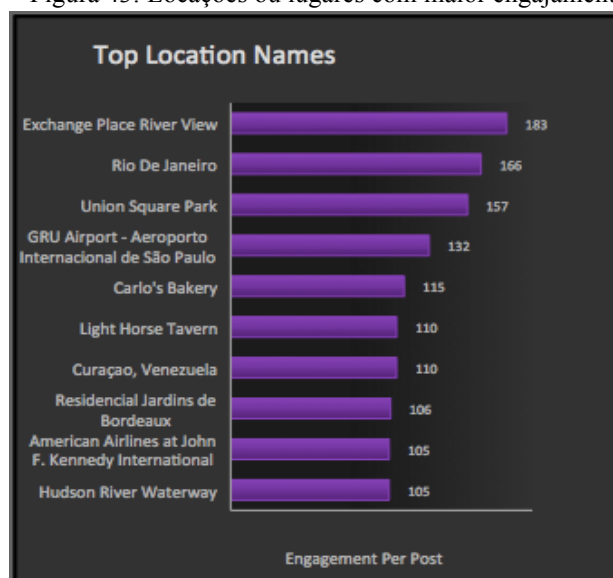 Figura 43: Locações ou lugares com maior engajamen
Top Location Names
Exchange Place River View 183
Rio De Janeiro 166
Union Square Park 157
GRU Airport - Aeroporto
Internacional de São Paulo 132
Carlo's Bakery 115
Light Horse Tavern 110
Curaçao, Venezuela 110
Residencial Jardins de
Bordeaux 106
American Airlines at John
F. Kennedy International 105
Hudson River Waterway 105
Engagement Per Post